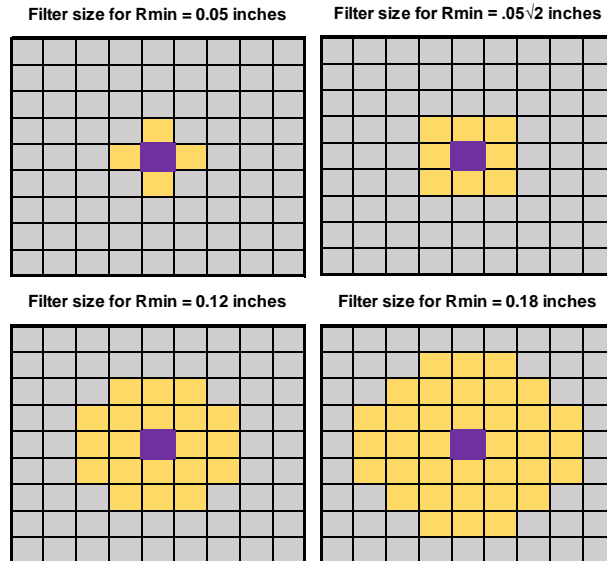 Filter size for Rmin = 0.05 inches
Filter size for Rmin = .05√2 inches
Filter size for Rmin = 0.12 inches
Filter size for Rmin = 0.18 inches